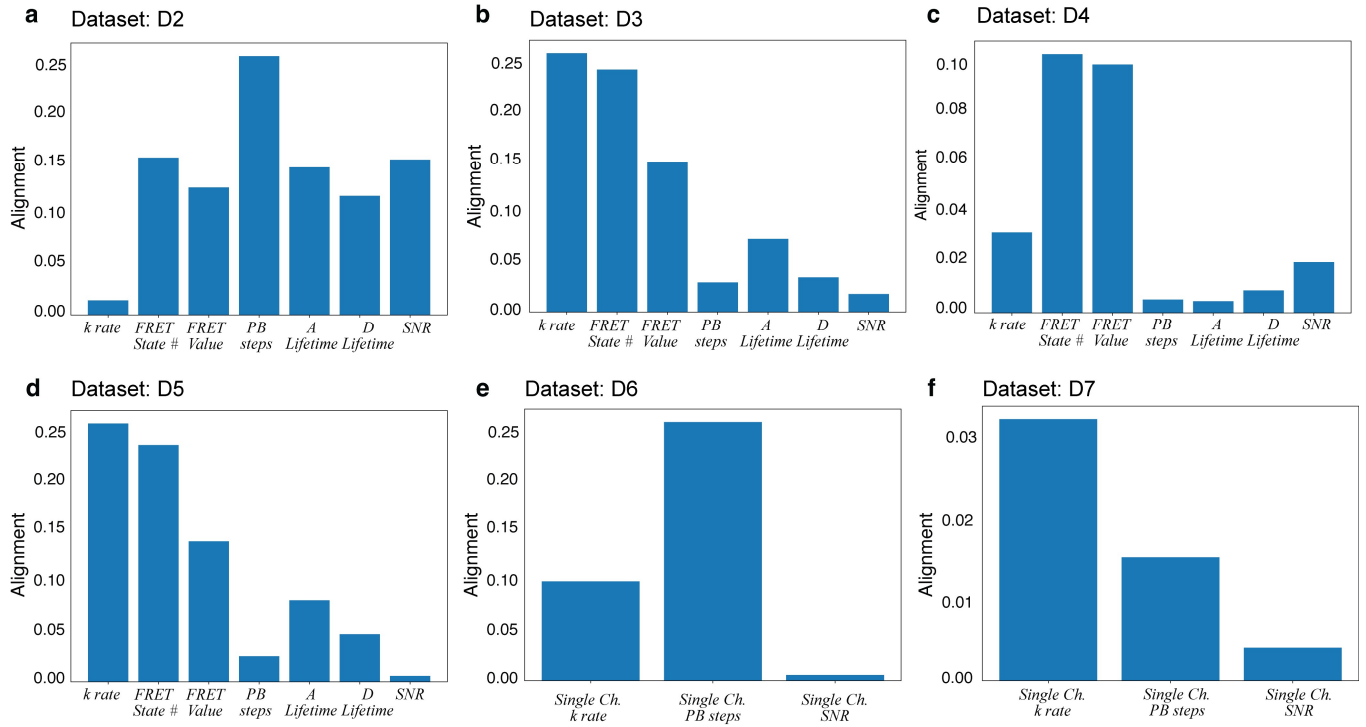 a Dataset: D2
Alignment
0.25
0.20
0.15
0.10
0.05
0.00
k rate FRET FRET PB A D SNR
State # Value steps Lifetime Lifetime
b Dataset: D3
Alignment
0.25
0.20
0.15
0.10
0.05
0.00
k rate FRET FRET PB A D SNR
State # Value steps Lifetime Lifetime
c Dataset: D4
Alignment
0.10
0.08
0.06
0.04
0.02
0.00
k rate FRET FRET PB A D SNR
State # Value steps Lifetime Lifetime
d Dataset: D5
Alignment
0.25
0.20
0.15
0.10
0.05
0.00
k rate FRET FRET PB A D SNR
State # Value steps Lifetime Lifetime
e Dataset: D6
Alignment
0.25
0.20
0.15
0.10
0.05
0.00
Single Ch. Single Ch. Single Ch.
k rate PB steps SNR
f Dataset: D7
Alignment
0.03
0.02
0.01
0.00
Single Ch. Single Ch. Single Ch.
k rate PB steps SNR